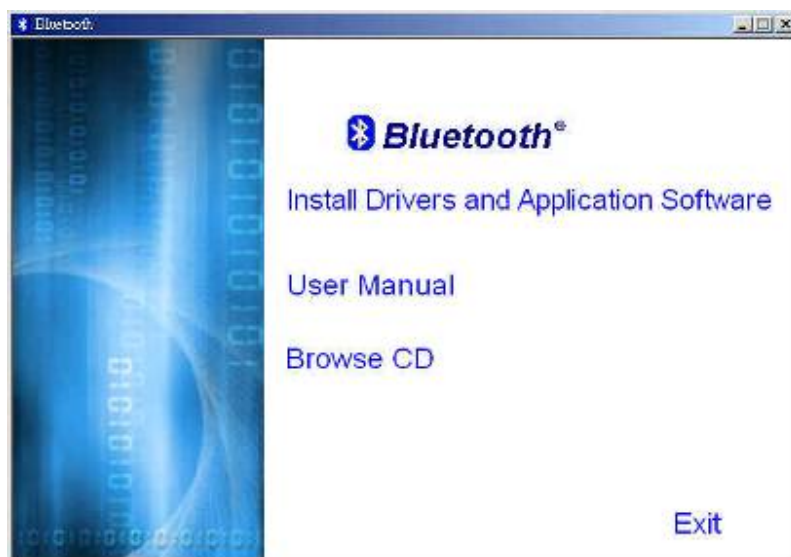 Bluetooth
Bluetooth®
Install Drivers and Application Software
User Manual
Browse CD
Exit